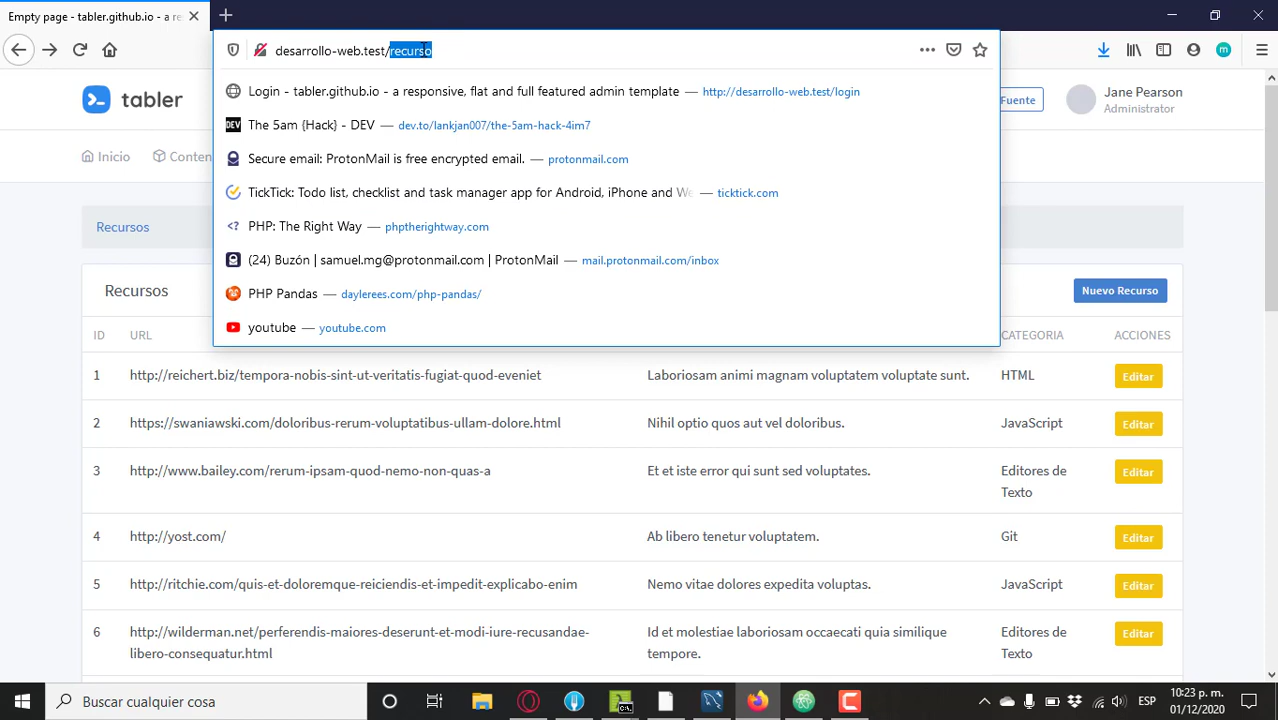 Empty page - tabler.github.io - a re
desarrollo-web.test/recurso
Login - tabler.github.io - a responsive, flat and full featured admin template — http://desarrollo-web.test/login
The 5am {Hack} - DEV — dev.to/lankjan007/the-5am-hack-4im7
Secure email: ProtonMail is free encrypted email. — protonmail.com
TickTick: Todo list, checklist and task manager app for Android, iPhone and We — ticktick.com
PHP: The Right Way — phptherightway.com
(24) Buzón | samuel.mg@protonmail.com | ProtonMail — mail.protonmail.com/inbox
PHP Pandas — daylerees.com/php-pandas/
youtube — youtube.com
m
tabler
Fuente
Jane Pearson
Administrator
Inicio
Conten
Recursos
Recursos
Nuevo Recurso
ID URL CATEGORIA ACCIONES
1 http://reichert.biz/tempora-nobis-sint-ut-veritatis-fugiat-quod-eveniet Laboriosam animi magnam voluptatem voluptate sunt. HTML Editar
2 https://swaniawski.com/doloribus-rerum-voluptatibus-ullam-dolore.html Nihil optio quos aut vel doloribus. JavaScript Editar
3 http://www.bailey.com/rerum-ipsam-quod-nemo-non-quas-a Et et iste error qui sunt sed voluptates. Editores de Editar
Texto
4 http://yost.com/ Ab libero tenetur voluptatem. Git Editar
5 http://ritchie.com/quis-et-doloremque-reiciendis-et-impedit-explicabo-enim Nemo vitae dolores expedita voluptas. JavaScript Editar
6 http://wilderman.net/perferendis-maiores-deserunt-et-modi-iure-recusandae- Id et molestiae laboriosam occaecati quia similique Editores de Editar
libero-consequatur.html tempore. Texto
Buscar cualquier cosa
ESP
10:23 p. m.
01/12/2020